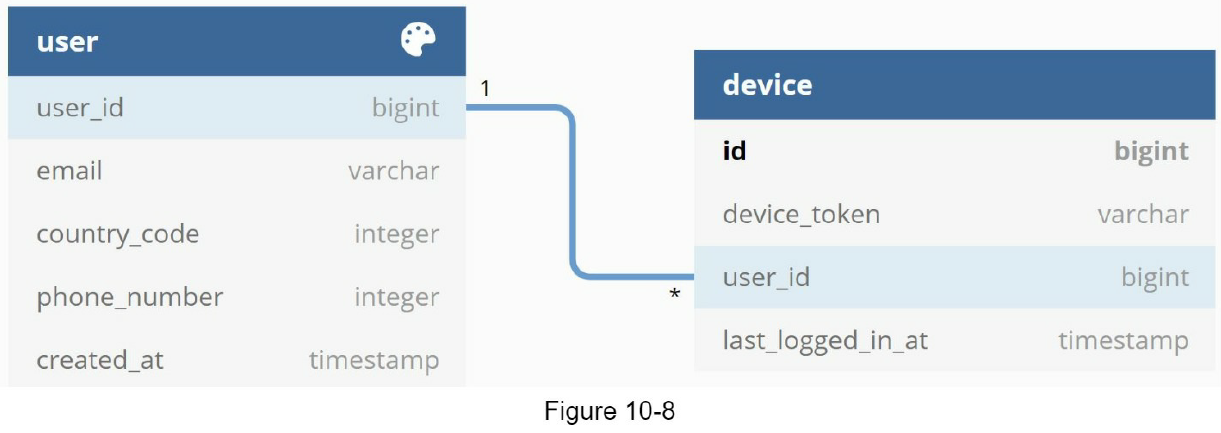 user
user_id bigint
email varchar
country_code integer
phone_number integer
created_at timestamp
1
*
device
id bigint
device_token varchar
user_id bigint
last_logged_in_at timestamp
Figure 10-8